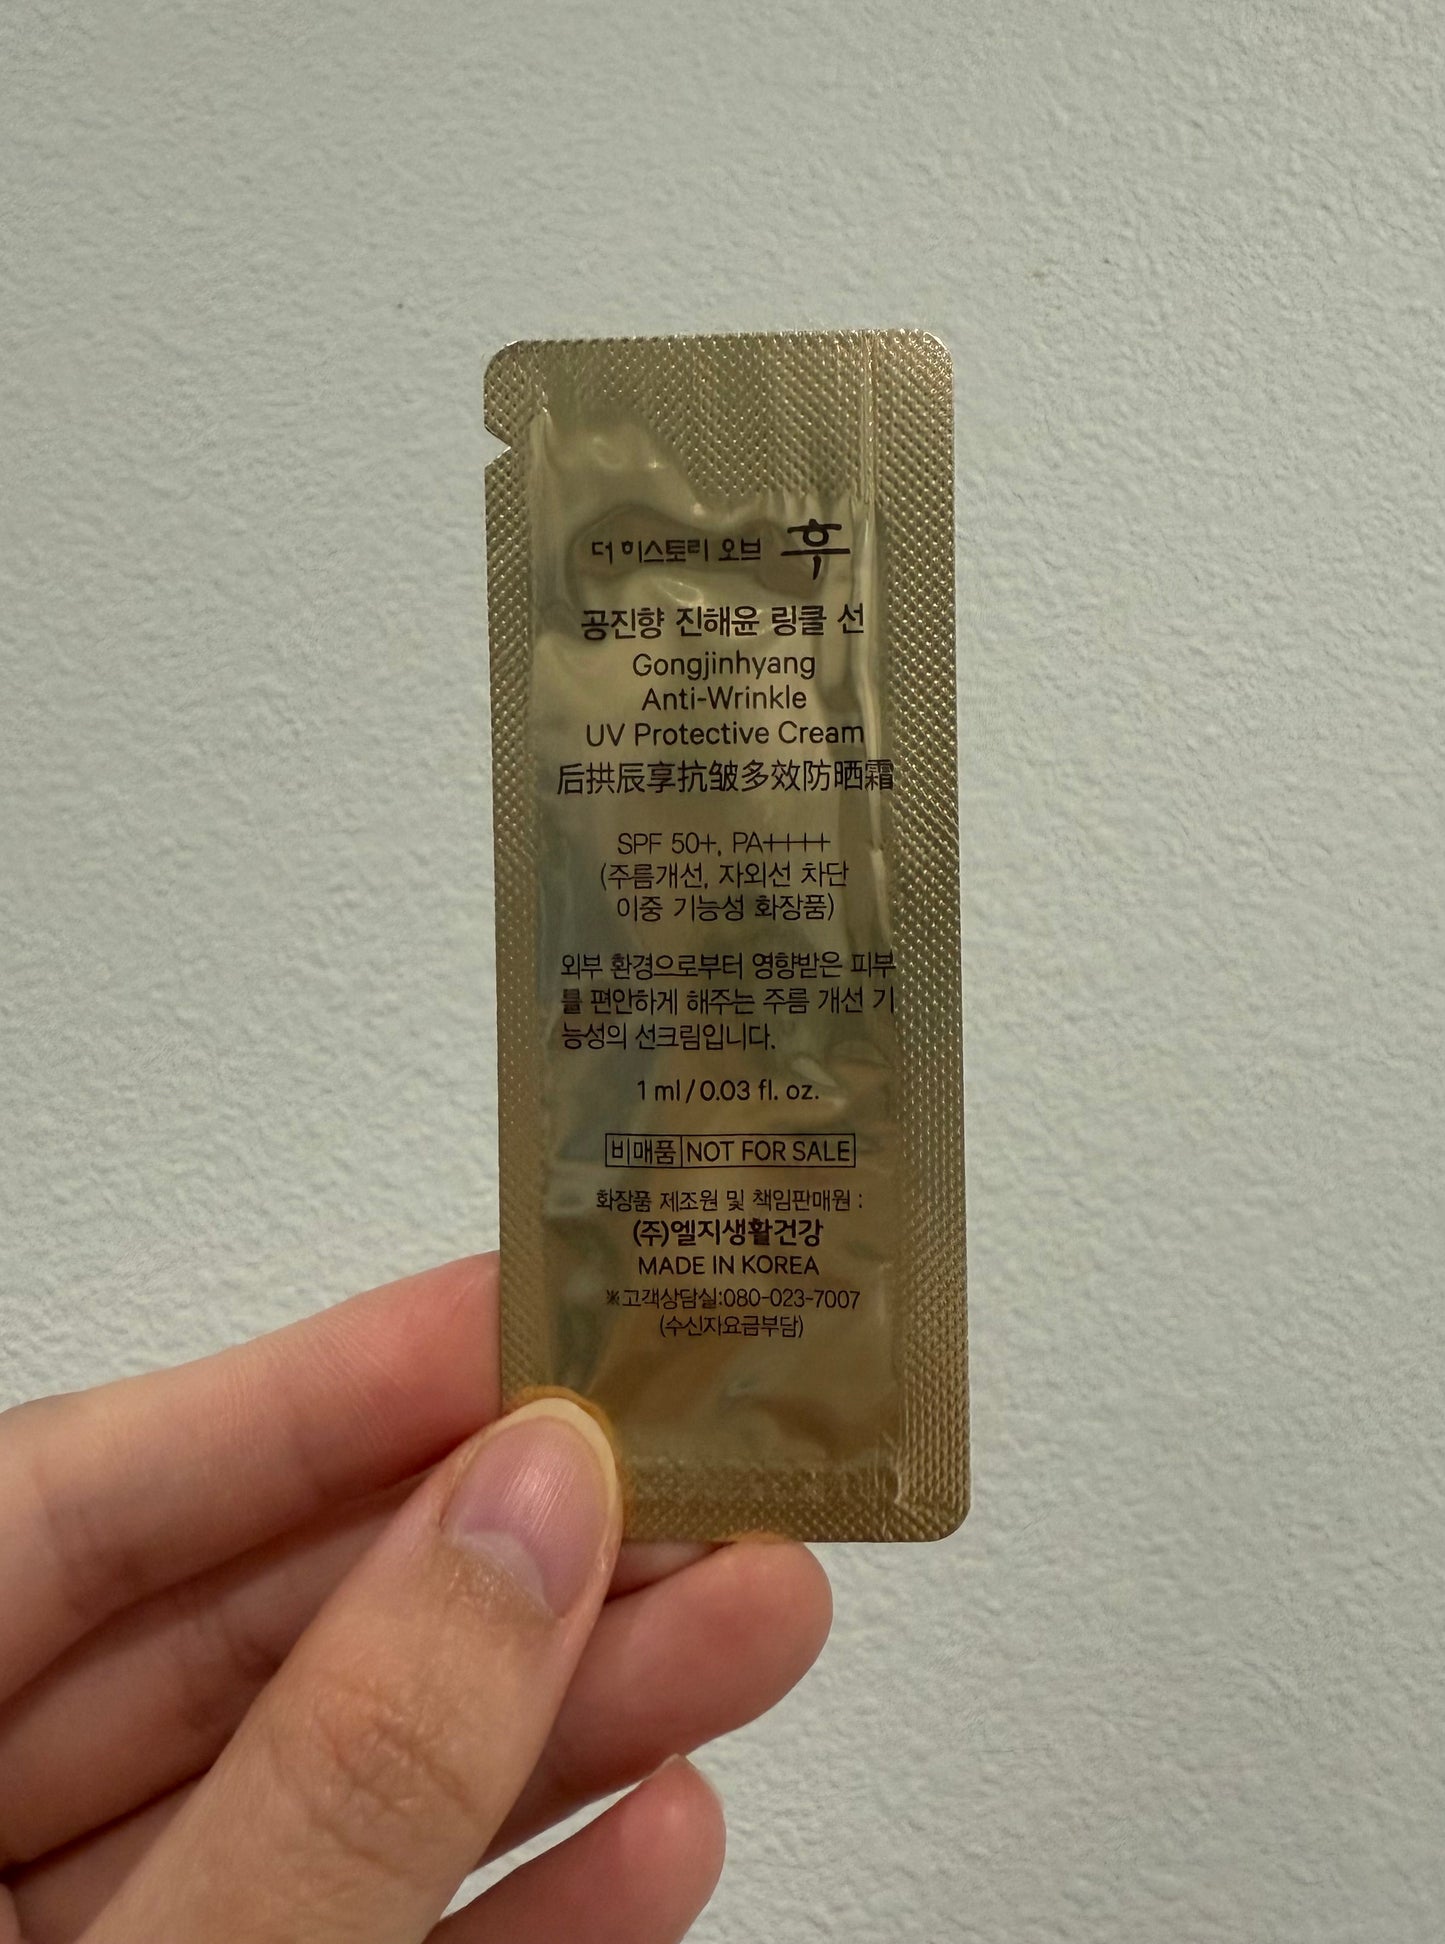 더 히스토리 오브 후
공진향 진해윤 링클 선
Gongjinhyang
Anti-Wrinkle
UV Protective Cream
后拱辰享抗皱多效防晒霜
SPF 50+, PA++++
(주름개선, 자외선 차단
이중 기능성 화장품)
외부 환경으로부터 영향받은 피부
를 편안하게 해주는 주름 개선 기
능성의 선크림입니다.
1 ml / 0.03 fl. oz.
비매품 NOT FOR SALE
화장품 제조원 및 책임판매원 :
(주)엘지생활건강
MADE IN KOREA
※고객상담실:080-023-7007
(수신자요금부담)